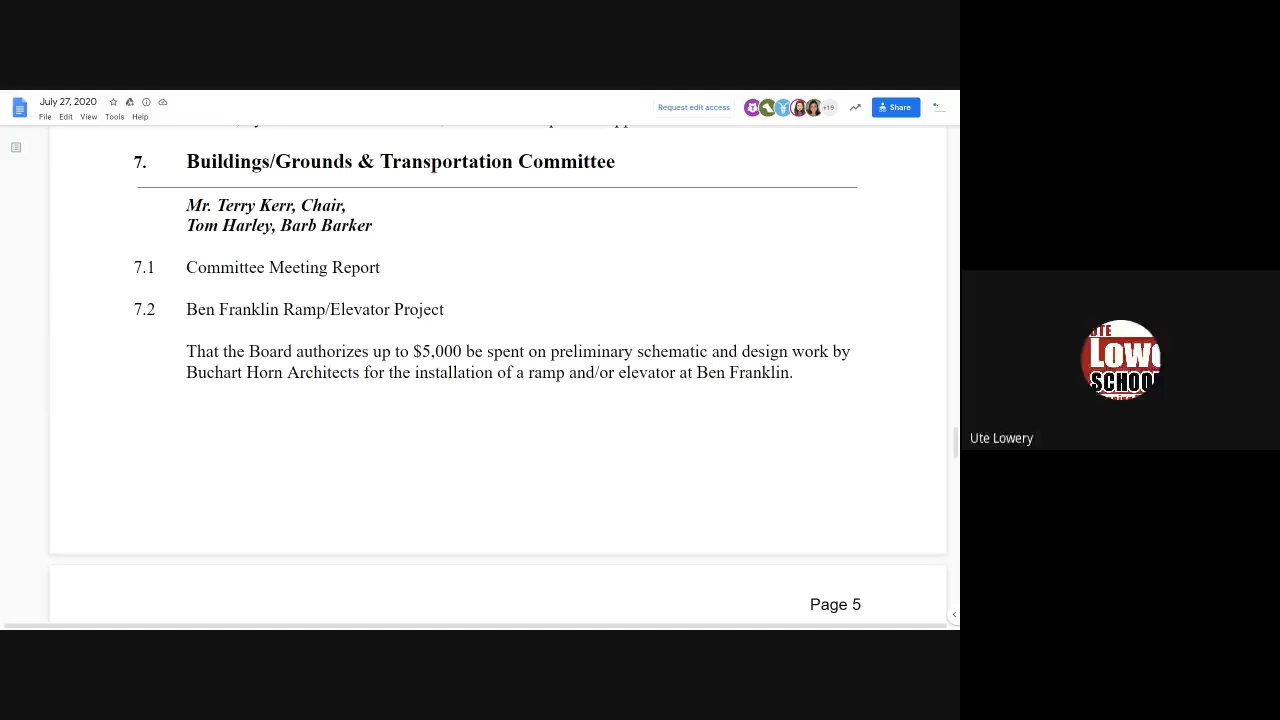 July 27, 2020
File Edit View Tools Help
Request edit access
+19
Share
7. Buildings/Grounds & Transportation Committee
Mr. Terry Kerr, Chair,
Tom Harley, Barb Barker
7.1 Committee Meeting Report
7.2 Ben Franklin Ramp/Elevator Project
That the Board authorizes up to $5,000 be spent on preliminary schematic and design work by
Buchart Horn Architects for the installation of a ramp and/or elevator at Ben Franklin.
Page 5
SCHOOL
Ute Lowery